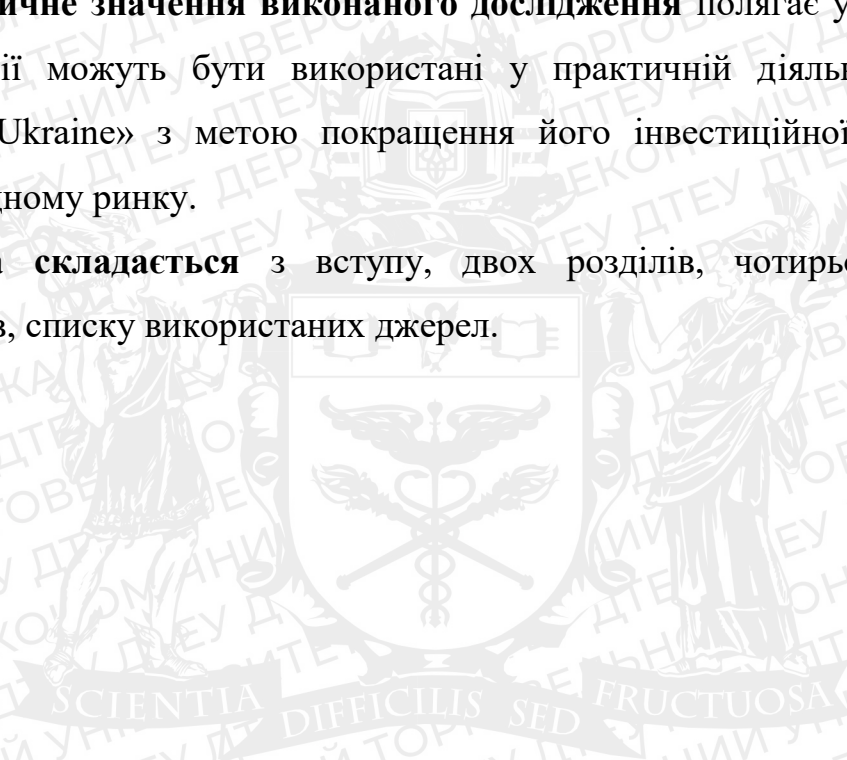 ичне значення виконаного дослідження полягає у
ії можуть бути використані у практичній діяль
Ukraine» з метою покращення його інвестиційної
ному ринку.
складається з вступу, двох розділів, чотирь
в, списку використаних джерел.
SCIENTIA DIFFICILIS SED FRUCTUOSA